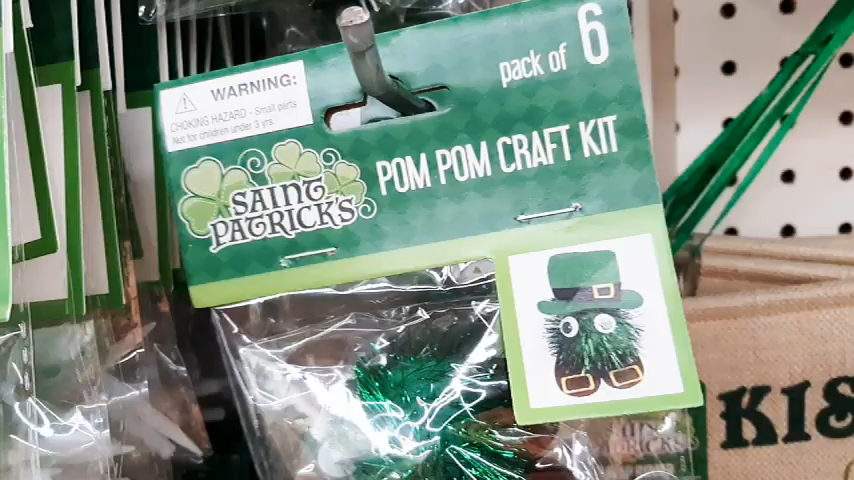 pack of 6
WARNING:
CHOKING HAZARD - Small parts
Not for children under 3 yrs.
POM POM CRAFT KIT
SAINT
PATRICK'S
KIS